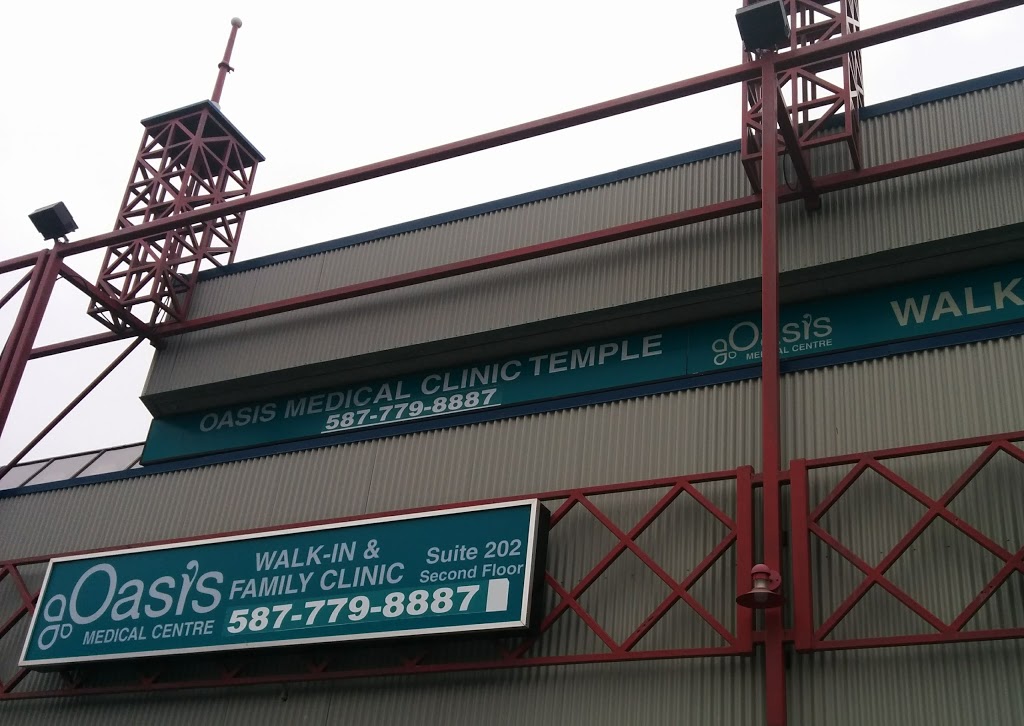 OASIS MEDICAL CLINIC TEMPLE
587-779-8887
Oasis
MEDICAL CENTRE
WALK
Oasis
MEDICAL CENTRE
WALK-IN &
FAMILY CLINIC
587-779-8887
Suite 202
Second Floor